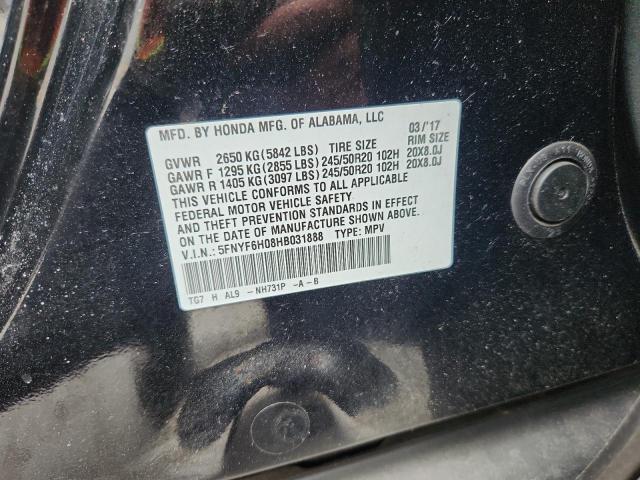 MFD. BY HONDA MFG. OF ALABAMA, LLC
03/'17
GVWR 2650 KG(5842 LBS) TIRE SIZE RIM SIZE
GAWR F 1295 KG(2855 LBS)245/50R20 102H 20X8.0J
GAWR R 1405 KG(3097 LBS)245/50R20 102H 20X8.0J
THIS VEHICLE CONFORMS TO ALL APPLICABLE
FEDERAL MOTOR VEHICLE SAFETY
AND THEFT PREVENTION STANDARDS IN EFFECT
ON THE DATE OF MANUFACTURE SHOWN ABOVE.
V.I.N.: 5FNYF6H08HB031888 TYPE: MPV
TG7 H AL9 -NH731P -A-B